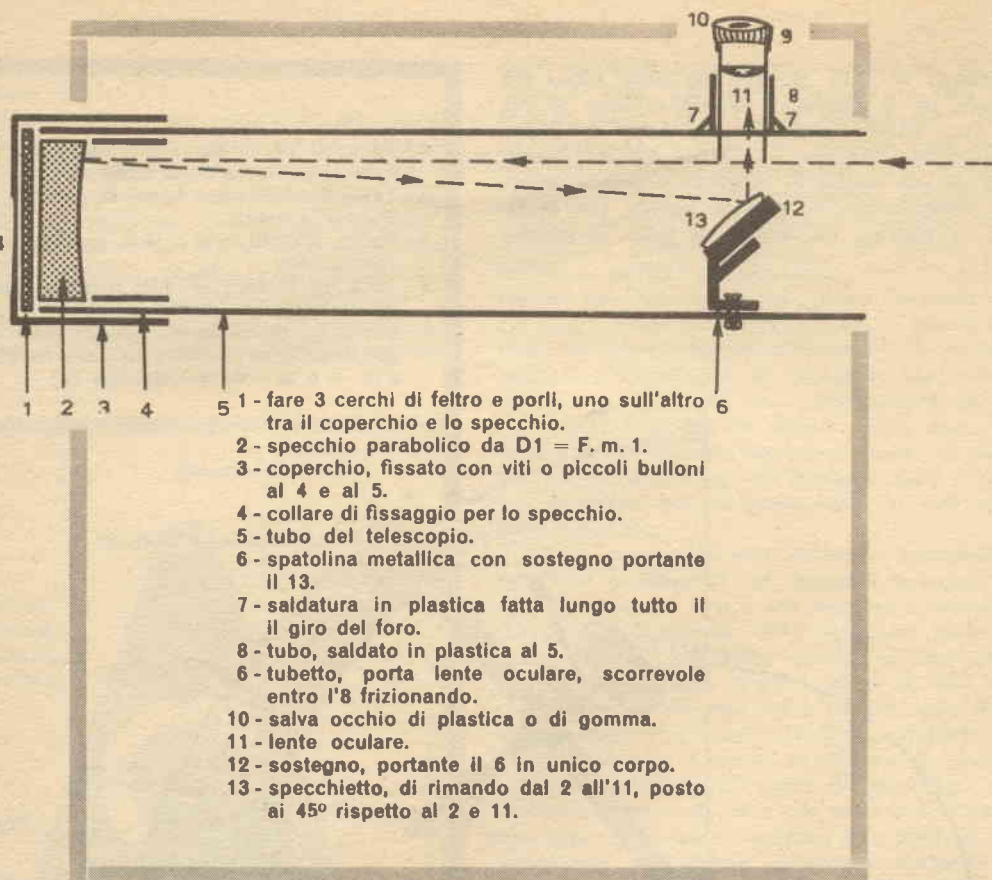 10
9
11
8
7
7
13
12
1
2
3
4
5
6
1 - fare 3 cerchi di feltro e porli, uno sull'altro
tra il coperchio e lo specchio.
2 - specchio parabolico da D1 = F. m. 1.
3 - coperchio, fissato con viti o piccoli bulloni
al 4 e al 5.
4 - collare di fissaggio per lo specchio.
5 - tubo del telescopio.
6 - spatolina metallica con sostegno portante
il 13.
7 - saldatura in plastica fatta lungo tutto il
il giro del foro.
8 - tubo, saldato in plastica al 5.
6 - tubetto, porta lente oculare, scorrevole
entro l'8 frizionando.
10 - salva occhio di plastica o di gomma.
11 - lente oculare.
12 - sostegno, portante il 6 in unico corpo.
13 - specchietto, di rimando dal 2 all'11, posto
ai 45º rispetto al 2 e 11.